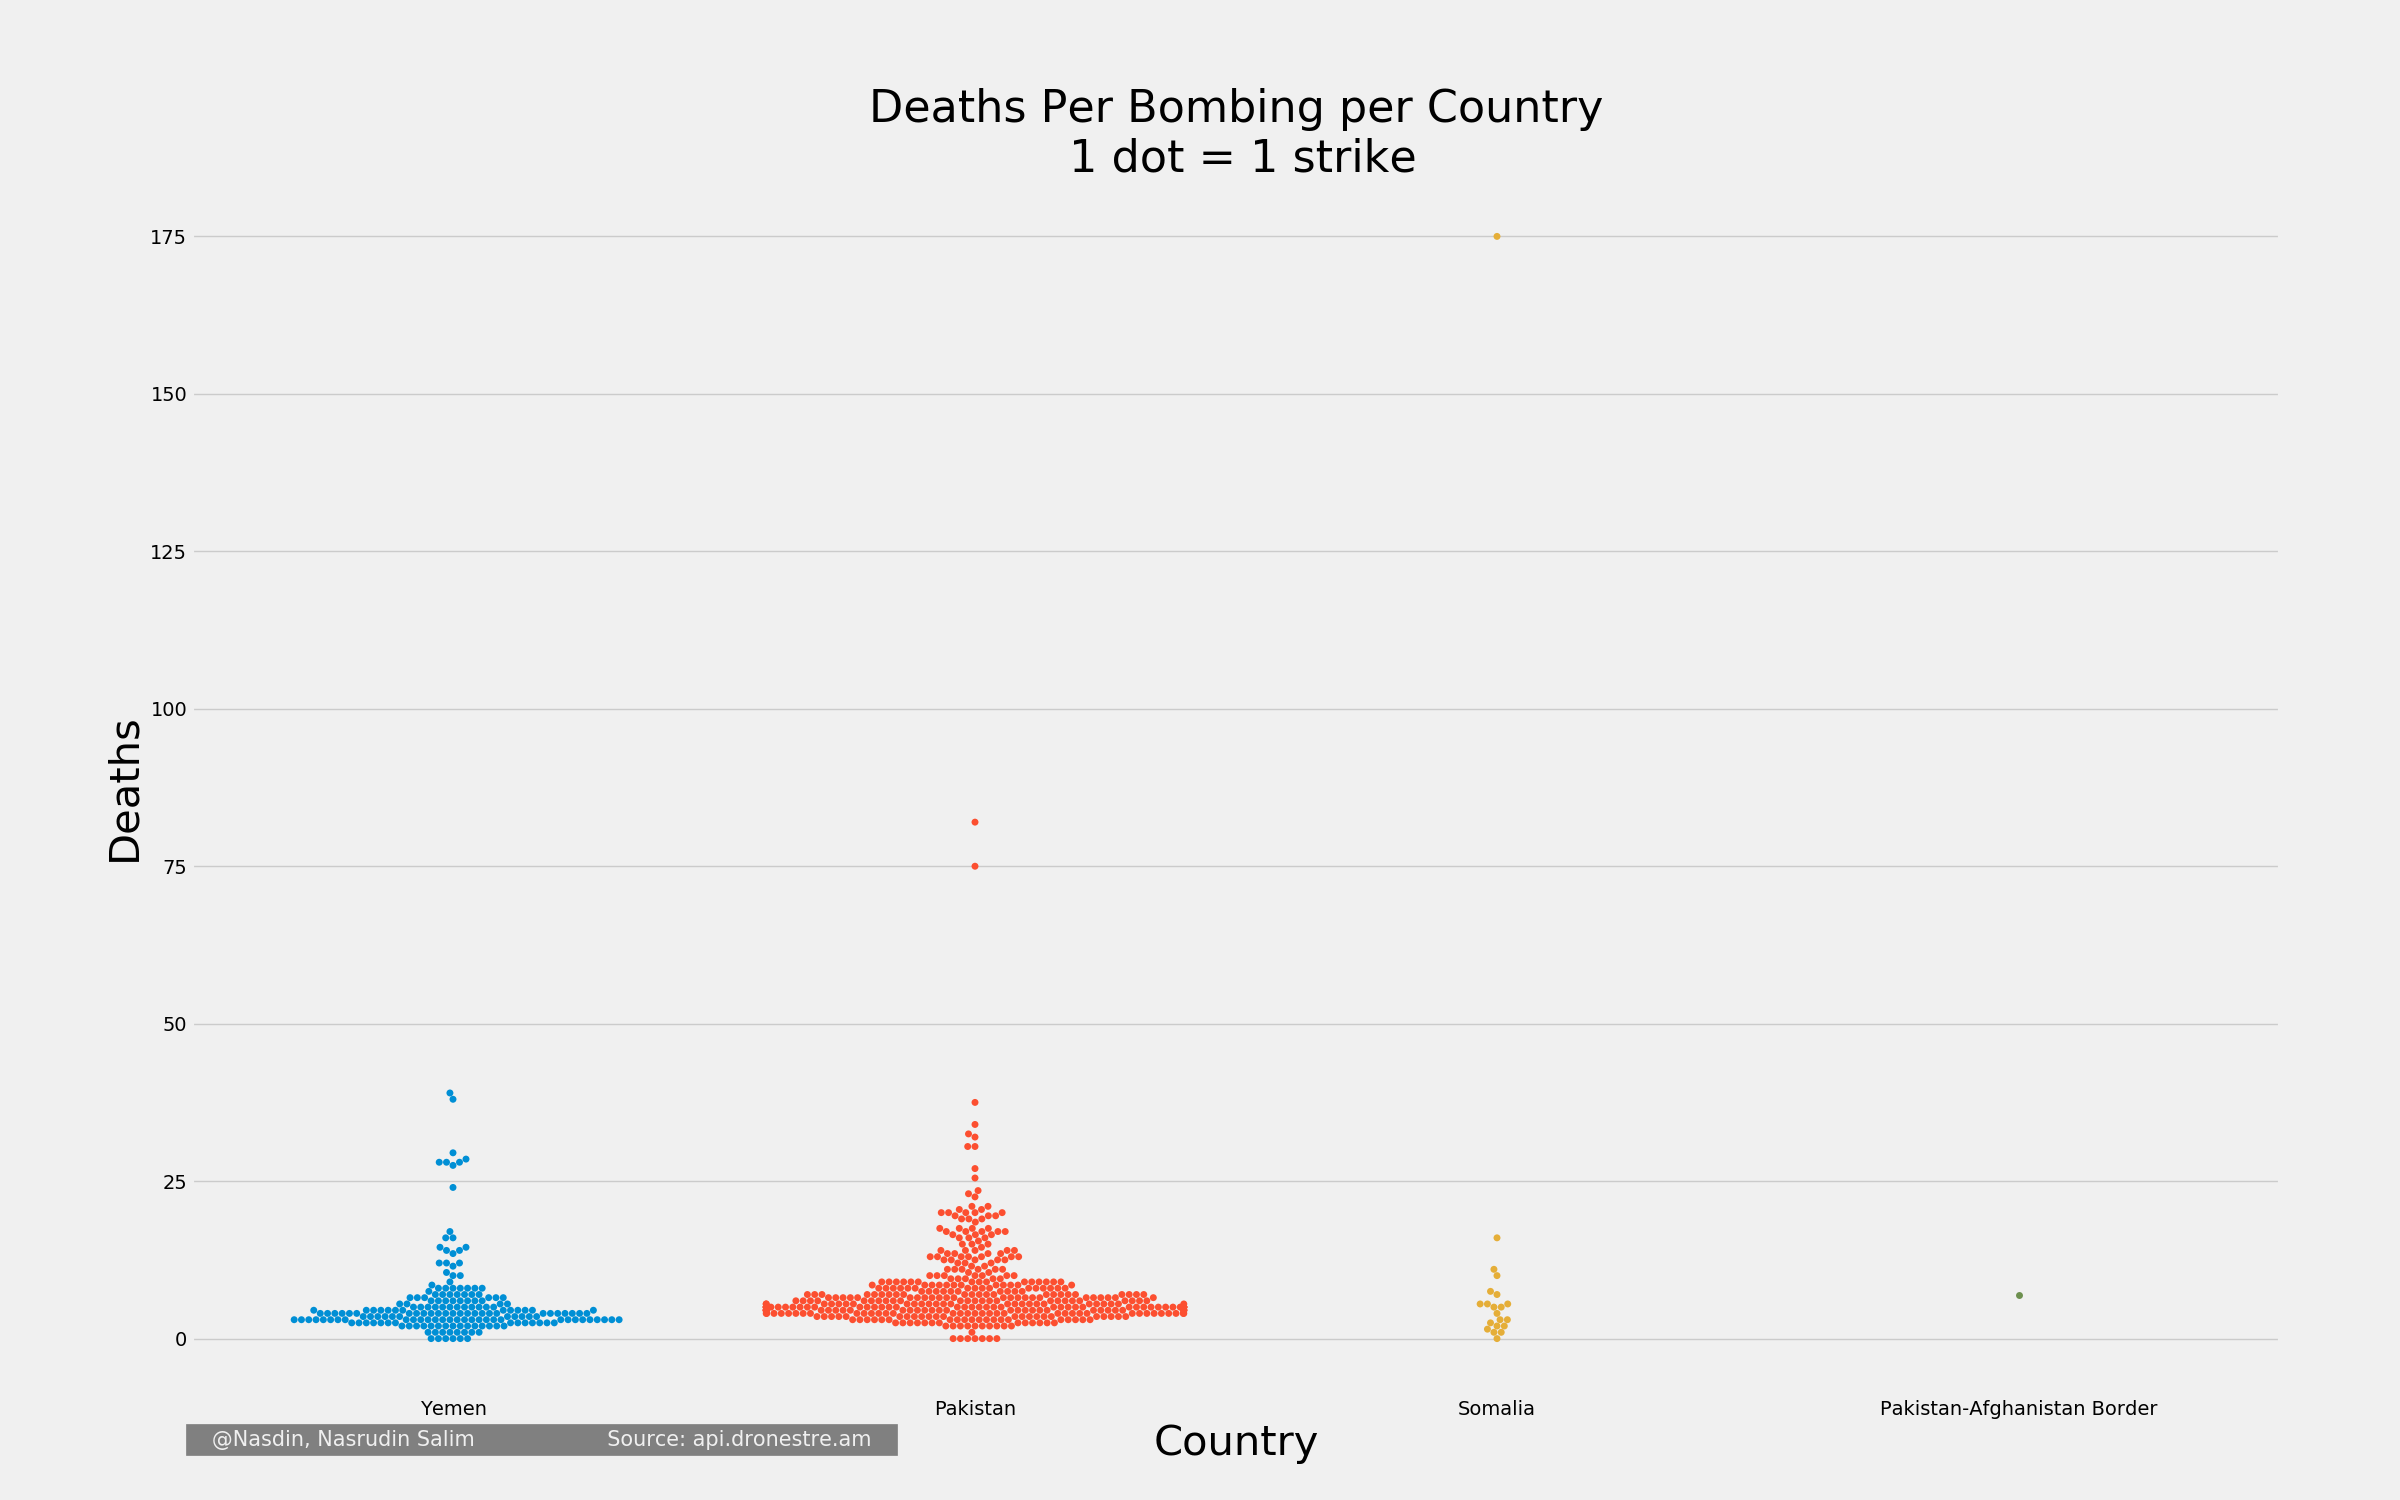 Deaths Per Bombing per Country
1 dot = 1 strike
175
150
125
100
75
50
25
0
Deaths
Yemen
Pakistan
Somalia
Pakistan-Afghanistan Border
Country
@Nasdin, Nasrudin Salim Source: api.dronestre.am